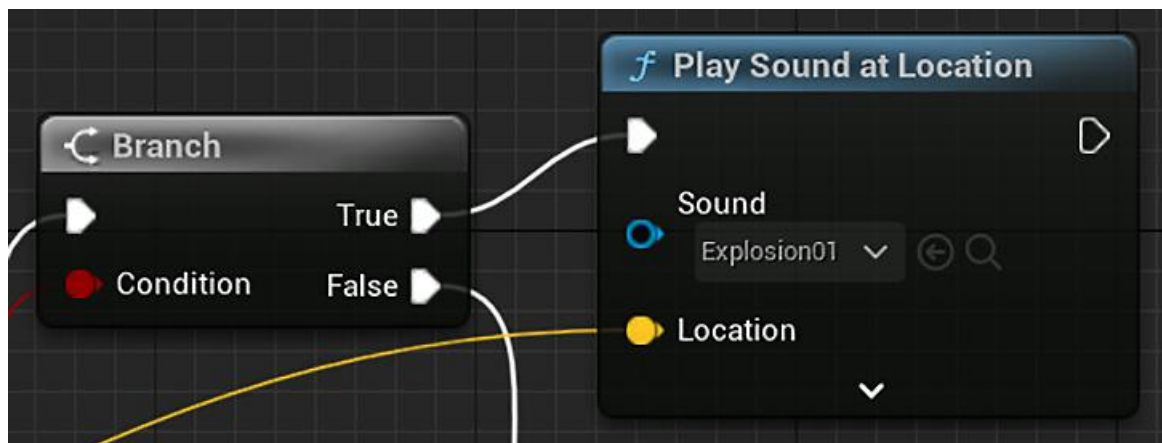 Branch
True
Condition
False
f Play Sound at Location
Sound
Explosion01
Location